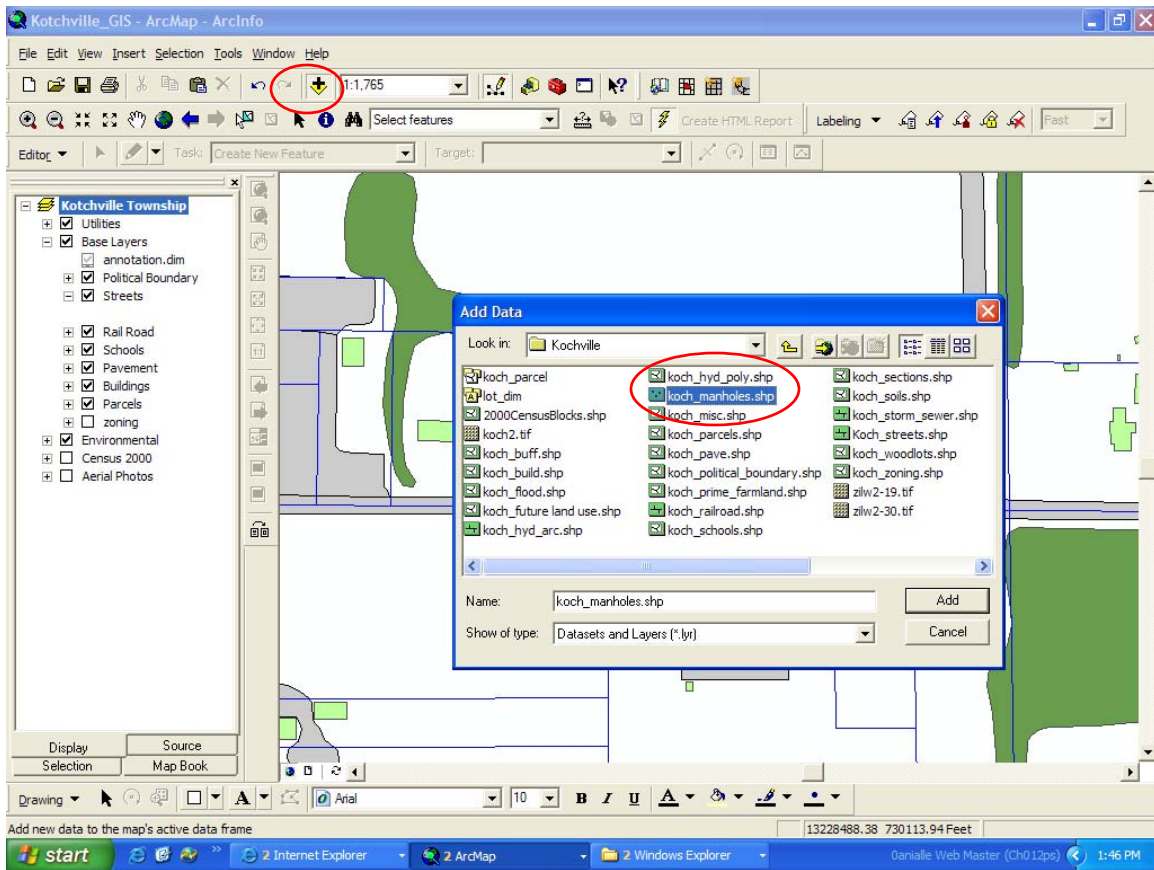 Kotchville_GIS - ArcMap - ArcInfo
File Edit View Insert Selection Tools Window Help
1:1,765
Select features
Create HTML Report
Labeling
Fast
Editor
Task: Create New Feature
Target:
Kotchville Township
Utilities
Base Layers
annotation.dim
Political Boundary
Streets
Rail Road
Schools
Pavement
Buildings
Parcels
zoning
Environmental
Census 2000
Aerial Photos
Display Source
Selection Map Book
1:1
Add Data
Look in: Kochville
koch_parcel
lot_dim
2000CensusBlocks.shp
koch2.tif
koch_buff.shp
koch_build.shp
koch_flood.shp
koch_future land use.shp
koch_hyd_arc.shp
koch_hyd_poly.shp
koch_manholes.shp
koch_misc.shp
koch_parcels.shp
koch_pave.shp
koch_political_boundary.shp
koch_prime_farmland.shp
koch_railroad.shp
koch_schools.shp
koch_sections.shp
koch_soils.shp
koch_storm_sewer.shp
Koch_streets.shp
koch_woodlots.shp
koch_zoning.shp
zilw2-19.tif
zilw2-30.tif
Name: koch_manholes.shp Add
Show of type: Datasets and Layers (*.lyr) Cancel
Drawing A Arial 10 B I U A
Add new data to the map's active data frame 13228488.38 730113.94 Feet
start 2 Internet Explorer 2 ArcMap 2 Windows Explorer Danialle Web Master (Ch012ps) 1:46 PM